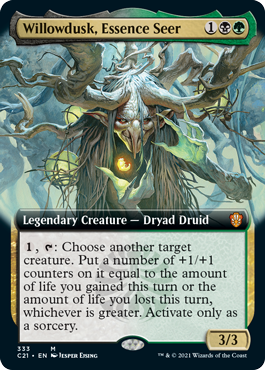 Willowdusk, Essence Seer 1
Legendary Creature — Dryad Druid
1, : Choose another target
creature. Put a number of +1/+1
counters on it equal to the amount
of life you gained this turn or the
amount of life you lost this turn,
whichever is greater. Activate only as
a sorcery.
3/3
333 M
C21 • EN JESPER EJSING
™ & © 2021 Wizards of the Coast